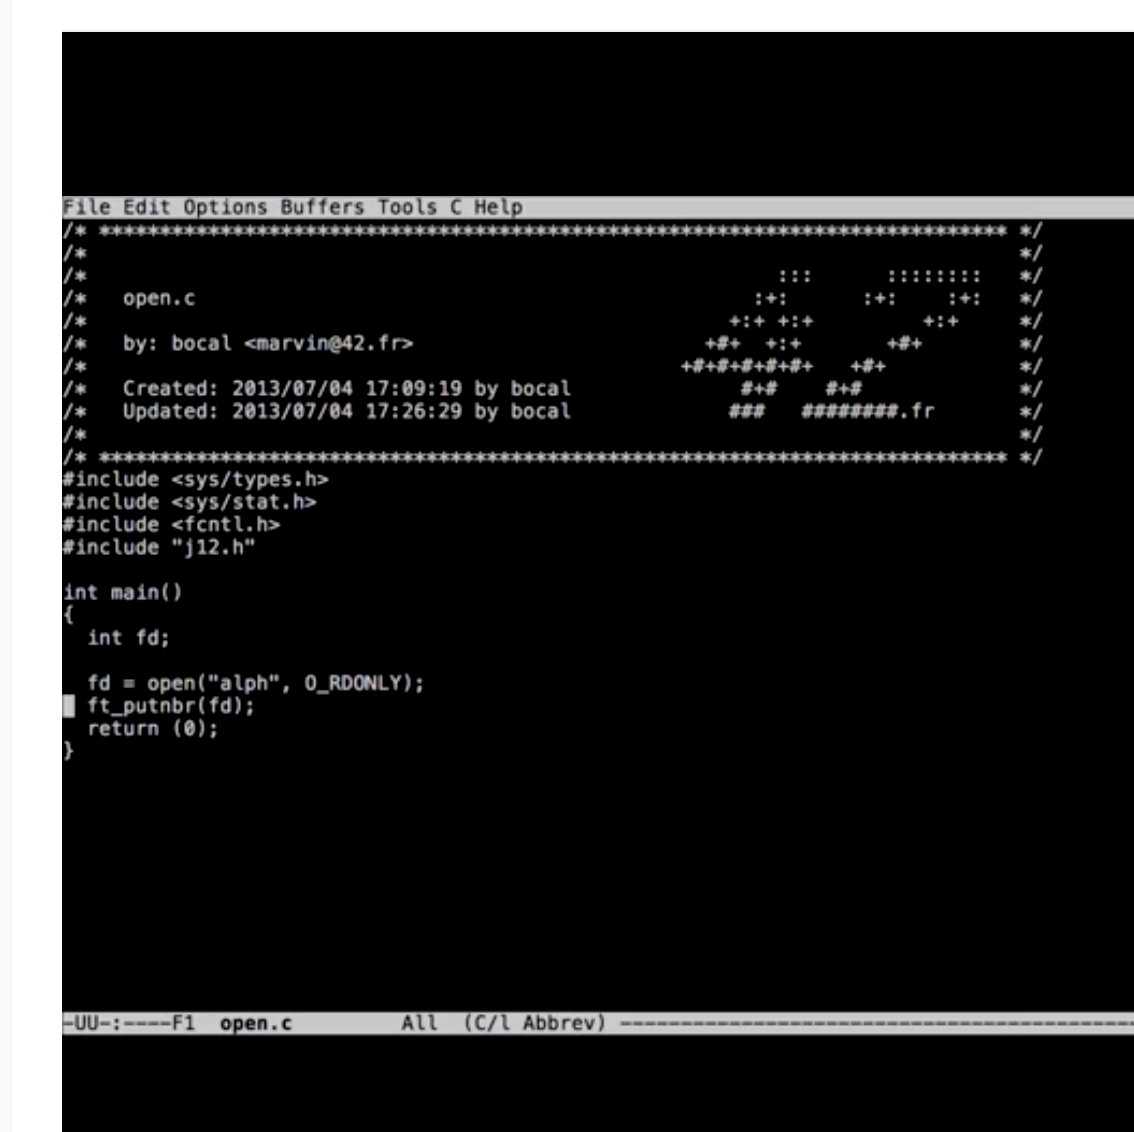 File Edit Options Buffers Tools C Help
/* *************************************************************************** */
/*                                                                             */
/*                                                         :::      ::::::::   */
/*   open.c                                              :+:      :+:    :+:   */
/*                                                     +:+ +:+         +:+     */
/*   by: bocal <marvin@42.fr>                        +#+  +:+       +#+        */
/*                                                 +#+#+#+#+#+   +#+           */
/*   Created: 2013/07/04 17:09:19 by bocal              #+#    #+#             */
/*   Updated: 2013/07/04 17:26:29 by bocal             ###   ########.fr       */
/*                                                                             */
/* *************************************************************************** */
#include <sys/types.h>
#include <sys/stat.h>
#include <fcntl.h>
#include "j12.h"

int main()
{
  int fd;

  fd = open("alph", O_RDONLY);
  ft_putnbr(fd);
  return (0);
}
-UU-:----F1  open.c         All  (C/l Abbrev) -------------------------------------------